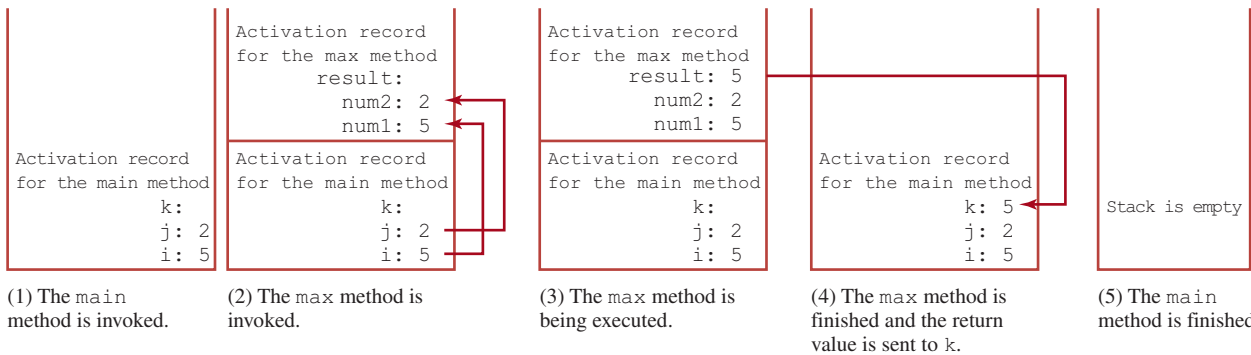 Activation record
for the main method
k:
j: 2
i: 5
(1) The main
method is invoked.
Activation record
for the max method
result:
num2: 2
num1: 5
Activation record
for the main method
k:
j: 2
i: 5
(2) The max method is
invoked.
Activation record
for the max method
result: 5
num2: 2
num1: 5
Activation record
for the main method
k:
j: 2
i: 5
(3) The max method is
being executed.
Activation record
for the main method
k: 5
j: 2
i: 5
(4) The max method is
finished and the return
value is sent to k.
Stack is empty
(5) The main
method is finished